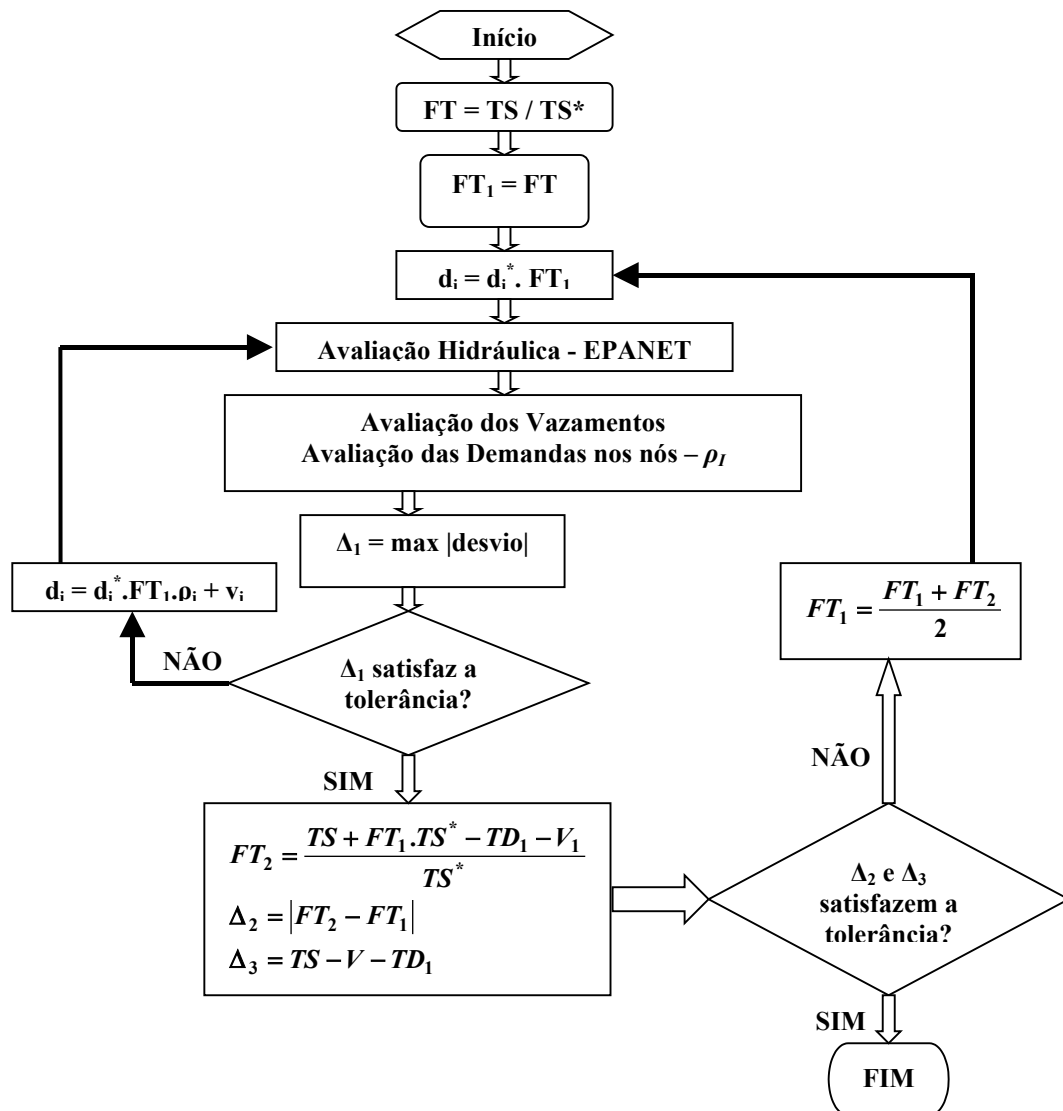 Início
FT = TS / TS*
FT₁ = FT
dᵢ = dᵢ*. FT₁
Avaliação Hidráulica - EPANET
Avaliação dos Vazamentos
Avaliação das Demandas nos nós – ρ_I
Δ₁ = max |desvio|
dᵢ = dᵢ*.FT₁.ρᵢ + vᵢ
NÃO
Δ₁ satisfaz a
tolerância?
SIM
FT₂ = (TS + FT₁.TS* − TD₁ − V₁) / TS*
Δ₂ = |FT₂ − FT₁|
Δ₃ = TS − V − TD₁
Δ₂ e Δ₃
satisfazem a
tolerância?
NÃO
FT₁ = (FT₁ + FT₂) / 2
SIM
FIM